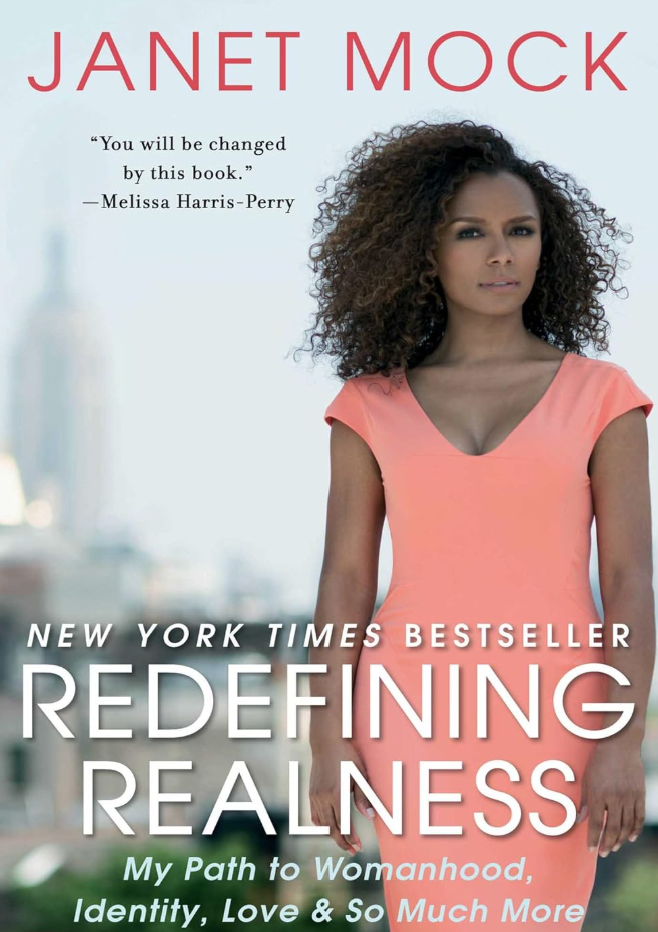 JANET MOCK
“You will be changed
by this book.”
—Melissa Harris-Perry
NEW YORK TIMES BESTSELLER
REDEFINING
REALNESS
My Path to Womanhood,
Identity, Love & So Much More